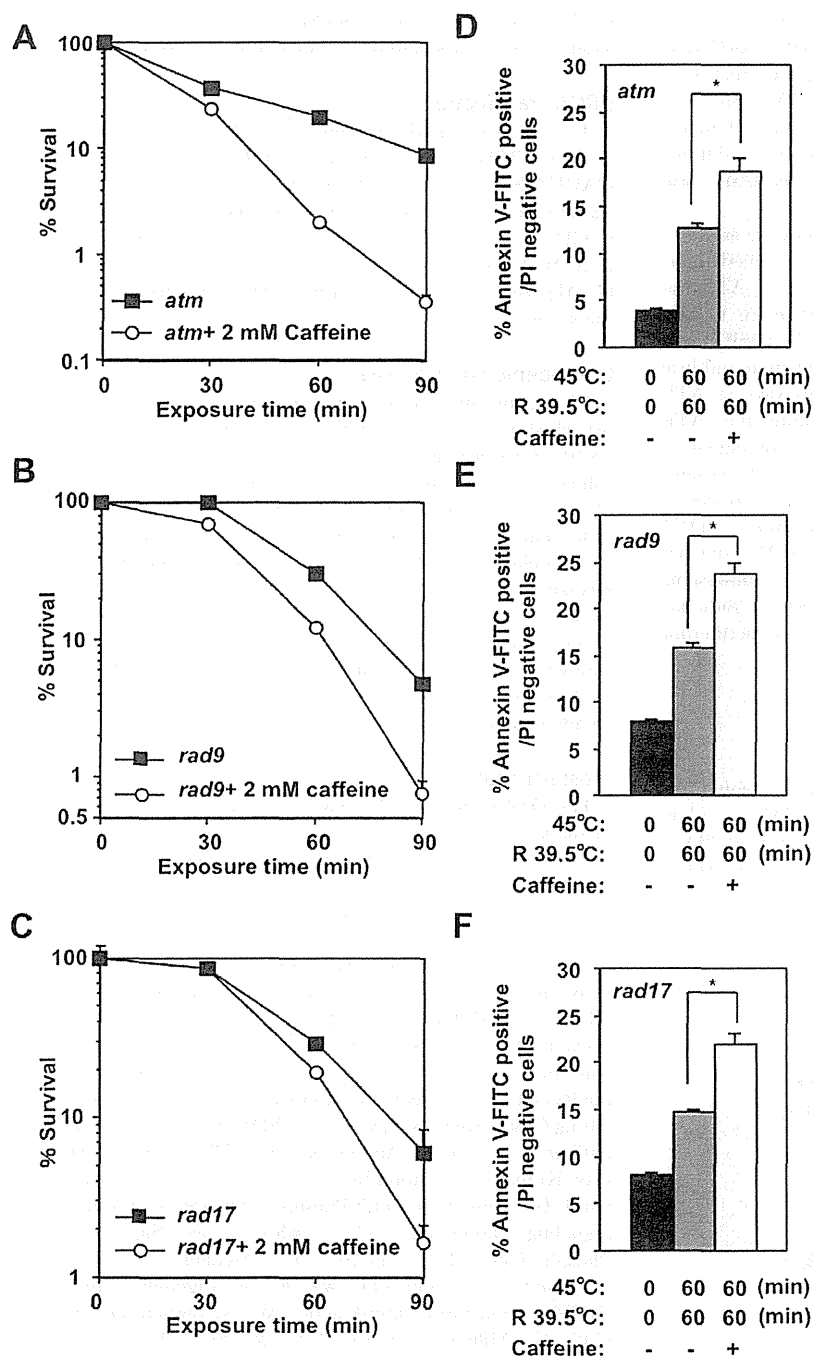 A
% Survival
100
10
1
0.1
atm
atm+ 2 mM Caffeine
0 30 60 90
Exposure time (min)
D
% Annexin V-FITC positive
/PI negative cells
30
25
20
15
10
5
0
atm
*
45°C: 0 60 60 (min)
R 39.5°C: 0 60 60 (min)
Caffeine: - - +
B
% Survival
100
10
1
0.5
rad9
rad9+ 2 mM caffeine
0 30 60 90
Exposure time (min)
E
% Annexin V-FITC positive
/PI negative cells
30
25
20
15
10
5
0
rad9
*
45°C: 0 60 60 (min)
R 39.5°C: 0 60 60 (min)
Caffeine: - - +
C
% Survival
100
10
1
rad17
rad17+ 2 mM caffeine
0 30 60 90
Exposure time (min)
F
% Annexin V-FITC positive
/PI negative cells
30
25
20
15
10
5
0
rad17
*
45°C: 0 60 60 (min)
R 39.5°C: 0 60 60 (min)
Caffeine: - - +